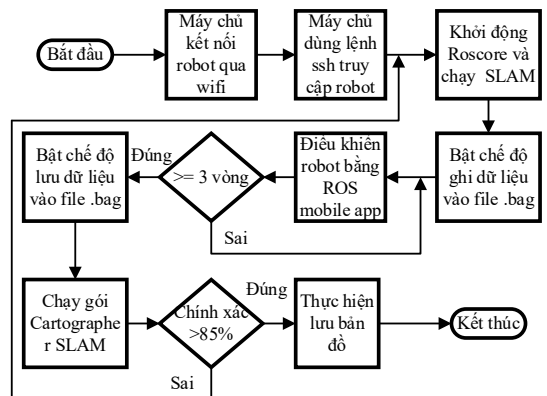 Bắt đầu
Máy chủ
kết nối
robot qua
wifi
Máy chủ
dùng lệnh
ssh truy
cập robot
Khởi động
Roscore và
chạy SLAM
Bật chế độ
lưu dữ liệu
vào file .bag
Đúng
>= 3 vòng
Sai
Điều khiên
robot bằng
ROS
mobile app
Bật chế độ
ghi dữ liệu
vào file .bag
Chạy gói
Cartographe
r SLAM
Chính xác
>85%
Đúng
Sai
Thực hiện
lưu bản
đồ
Kết thúc